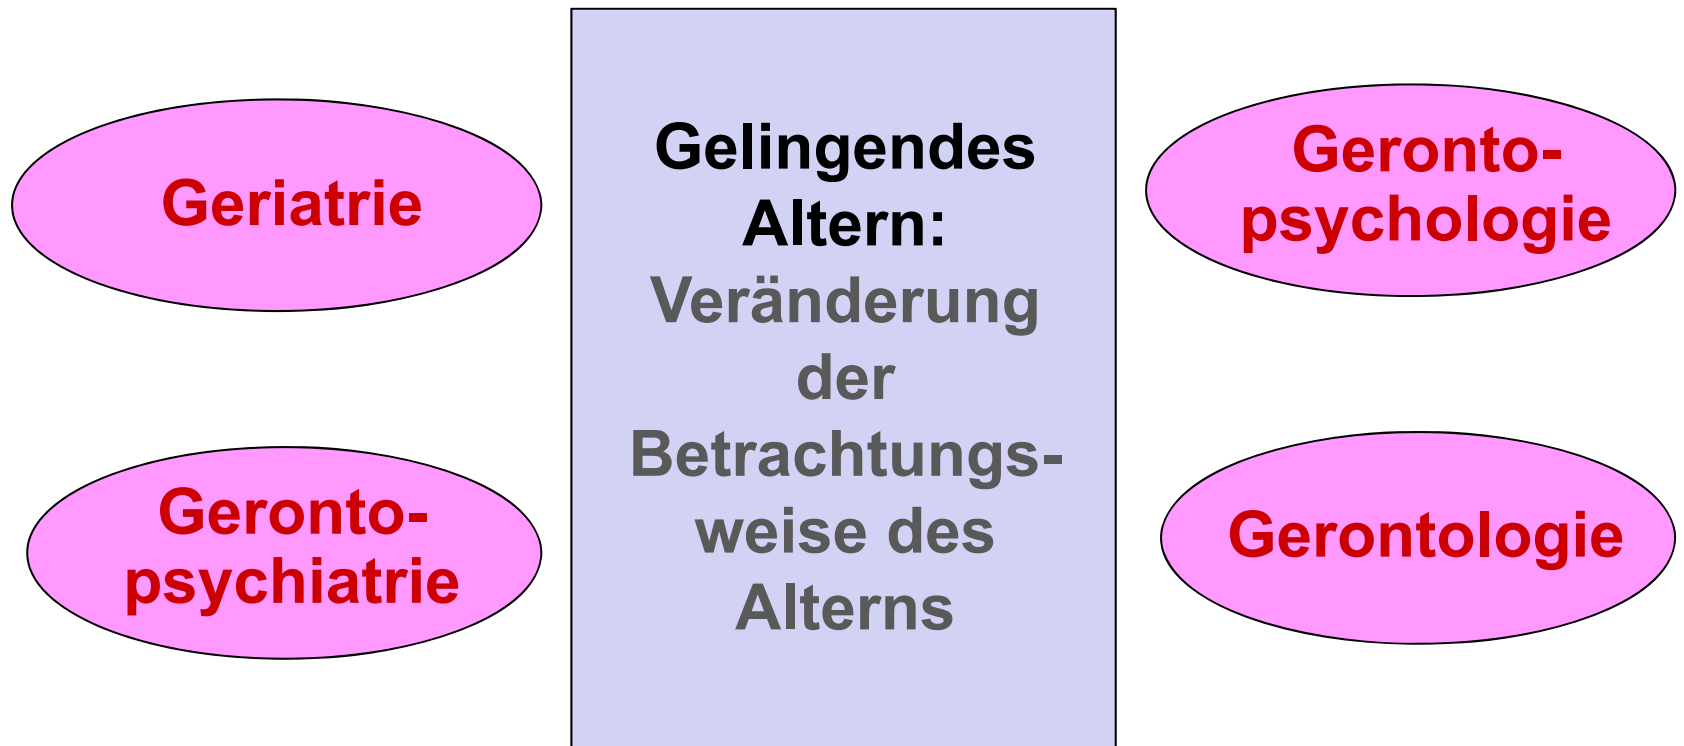 Geriatrie
Geronto-
psychiatrie
Gelingendes
Altern:
Veränderung
der
Betrachtungs-
weise des
Alterns
Geronto-
psychologie
Gerontologie